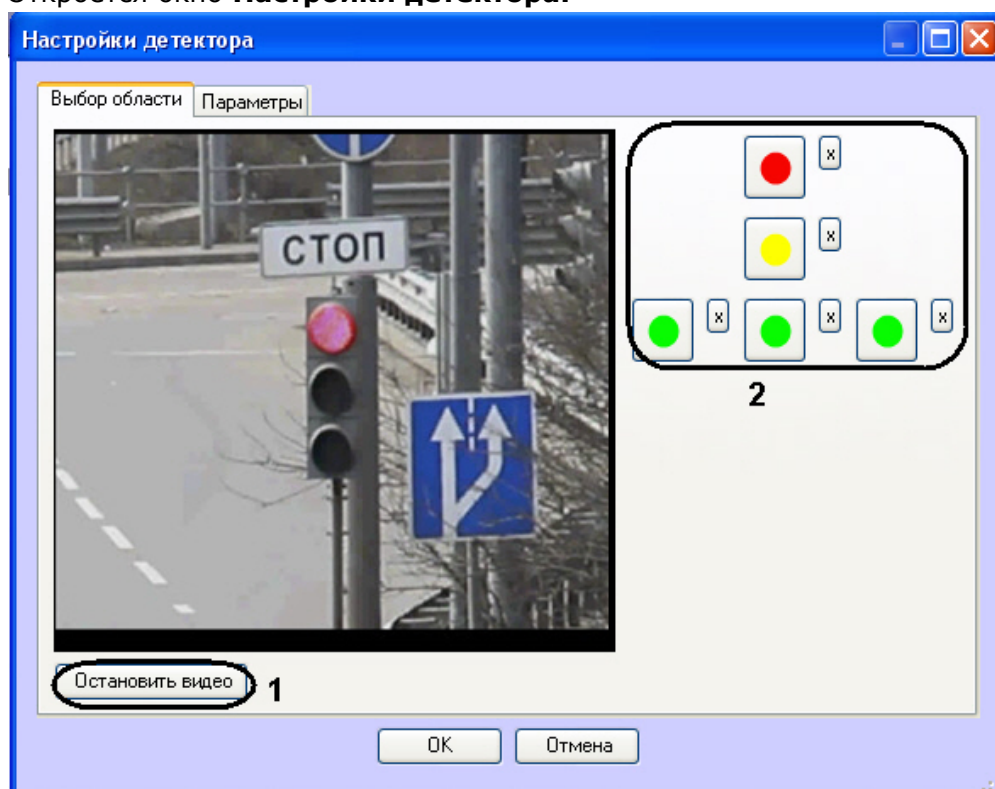 Откроется окно Настройки детектора.
Настройки детектора
Выбор области Параметры
СТОП
x
x
x x x
2
Остановить видео 1
OK Отмена